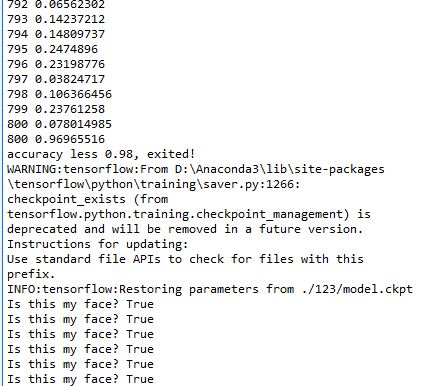 792 0.06562302
793 0.14237212
794 0.14809737
795 0.2474896
796 0.23198776
797 0.03824717
798 0.106366456
799 0.23761258
800 0.078014985
800 0.96965516
accuracy less 0.98, exited!
WARNING:tensorflow:From D:\Anaconda3\lib\site-packages
\tensorflow\python\training\saver.py:1266:
checkpoint_exists (from
tensorflow.python.training.checkpoint_management) is
deprecated and will be removed in a future version.
Instructions for updating:
Use standard file APIs to check for files with this
prefix.
INFO:tensorflow:Restoring parameters from ./123/model.ckpt
Is this my face? True
Is this my face? True
Is this my face? True
Is this my face? True
Is this my face? True